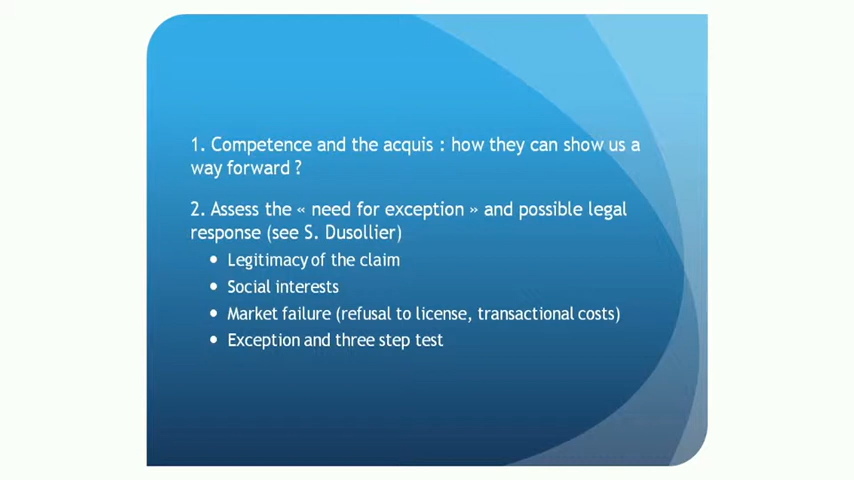 1. Competence and the acquis : how they can show us a
way forward ?
2. Assess the « need for exception » and possible legal
response (see S. Dusollier)
• Legitimacy of the claim
• Social interests
• Market failure (refusal to license, transactional costs)
• Exception and three step test